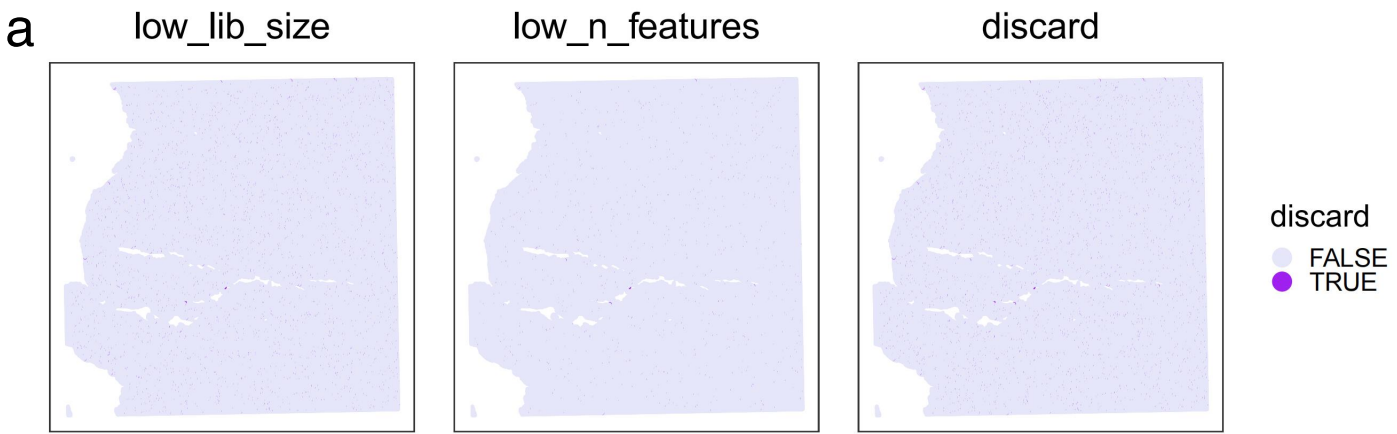 a
low_lib_size
low_n_features
discard
discard
FALSE
TRUE